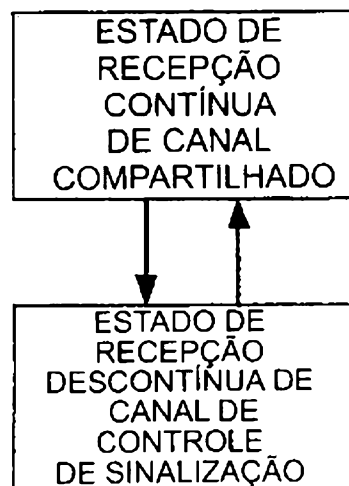 ESTADO DE
RECEPÇÃO
CONTÍNUA
DE CANAL
COMPARTILHADO
ESTADO DE
RECEPÇÃO
DESCONTÍNUA DE
CANAL DE
CONTROLE
DE SINALIZAÇÃO